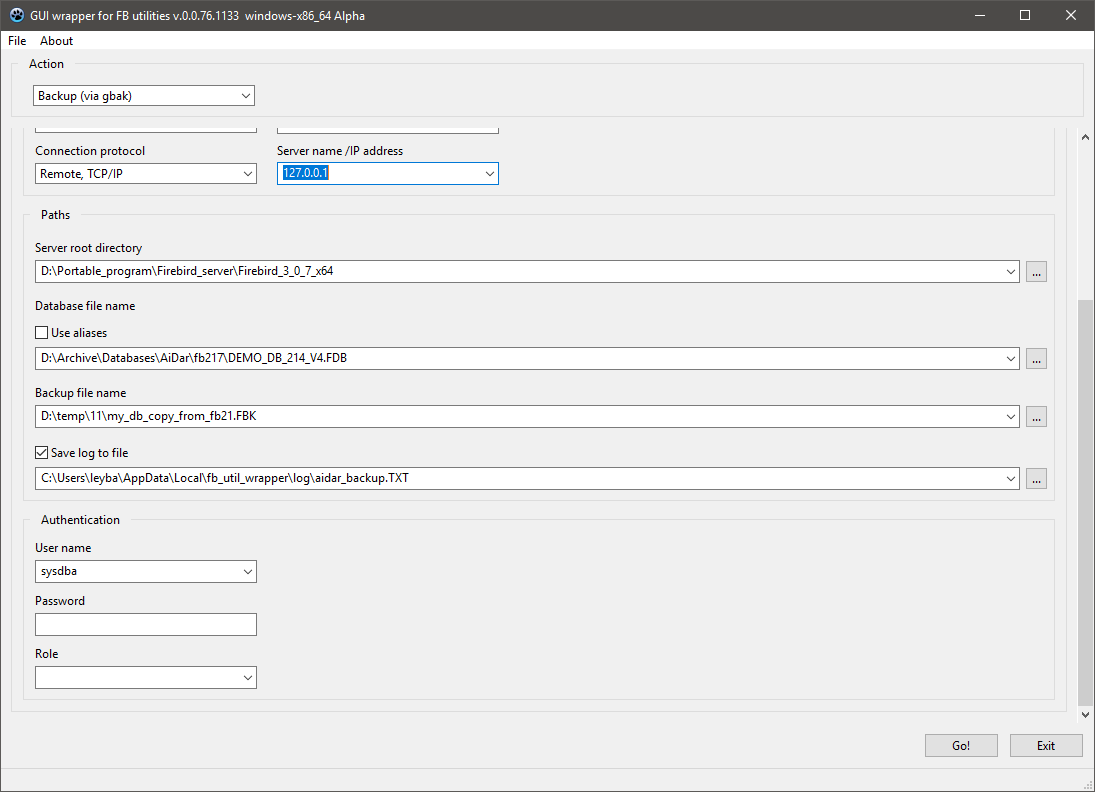 GUI wrapper for FB utilities v.0.0.76.1133 windows-x86_64 Alpha
File About
Action
Backup (via gbak)
Connection protocol Server name /IP address
Remote, TCP/IP 127.0.0.1
Paths
Server root directory
D:\Portable_program\Firebird_server\Firebird_3_0_7_x64 ...
Database file name
Use aliases
D:\Archive\Databases\AiDar\fb217\DEMO_DB_214_V4.FDB ...
Backup file name
D:\temp\11\my_db_copy_from_fb21.FBK ...
Save log to file
C:\Users\leyba\AppData\Local\fb_util_wrapper\log\aidar_backup.TXT ...
Authentication
User name
sysdba
Password
Role
Go! Exit